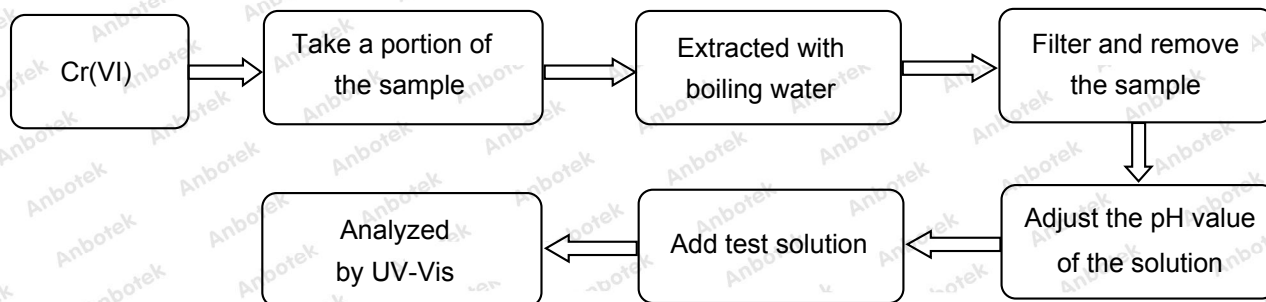 Cr(VI)
Take a portion of
the sample
Extracted with
boiling water
Filter and remove
the sample
Adjust the pH value
of the solution
Add test solution
Analyzed
by UV-Vis
Anbotek